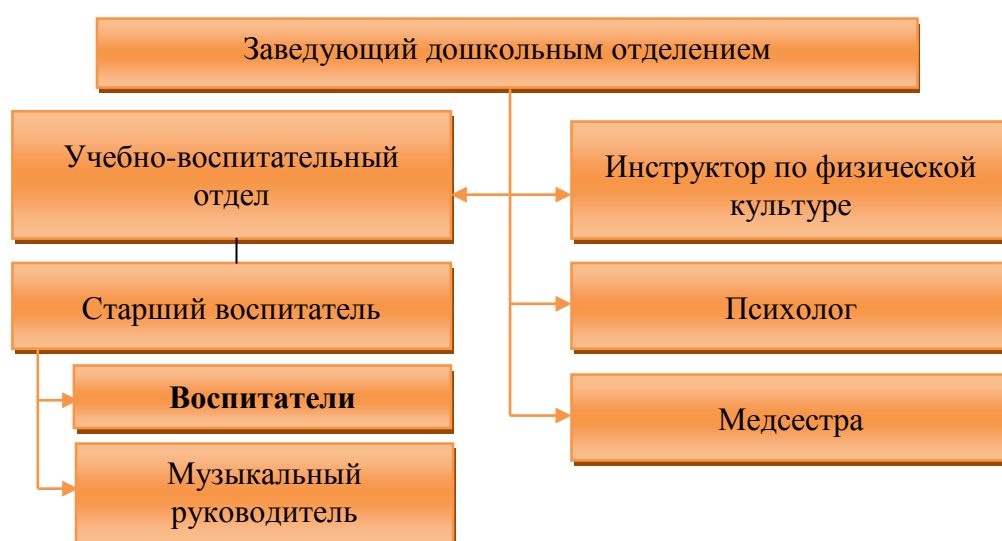 Заведующий дошкольным отделением
Учебно-воспитательный
отдел
Инструктор по физической
культуре
Старший воспитатель
Психолог
Воспитатели
Медсестра
Музыкальный
руководитель